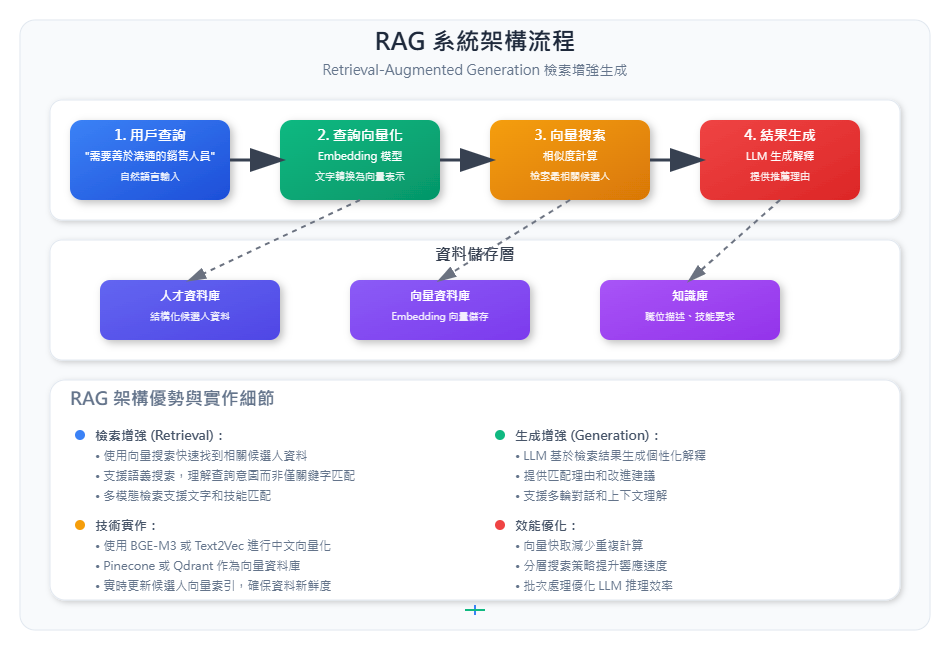 RAG 系統架構流程
Retrieval-Augmented Generation 檢索增強生成
1. 用戶查詢
"需要善於溝通的銷售人員"
自然語言輸入
2. 查詢向量化
Embedding 模型
文字轉換為向量表示
3. 向量搜索
相似度計算
檢索最相關候選人
4. 結果生成
LLM 生成解釋
提供推薦理由
資料儲存層
人才資料庫
結構化候選人資料
向量資料庫
Embedding 向量儲存
知識庫
職位描述、技能要求
RAG 架構優勢與實作細節
檢索增強 (Retrieval)：
• 使用向量搜索快速找到相關候選人資料
• 支援語義搜索，理解查詢意圖而非僅關鍵字匹配
• 多模態檢索支援文字和技能匹配
生成增強 (Generation)：
• LLM 基於檢索結果生成個性化解釋
• 提供匹配理由和改進建議
• 支援多輪對話和上下文理解
技術實作：
• 使用 BGE-M3 或 Text2Vec 進行中文向量化
• Pinecone 或 Qdrant 作為向量資料庫
• 實時更新候選人向量索引，確保資料新鮮度
效能優化：
• 向量快取減少重複計算
• 分層搜索策略提升響應速度
• 批次處理優化 LLM 推理效率